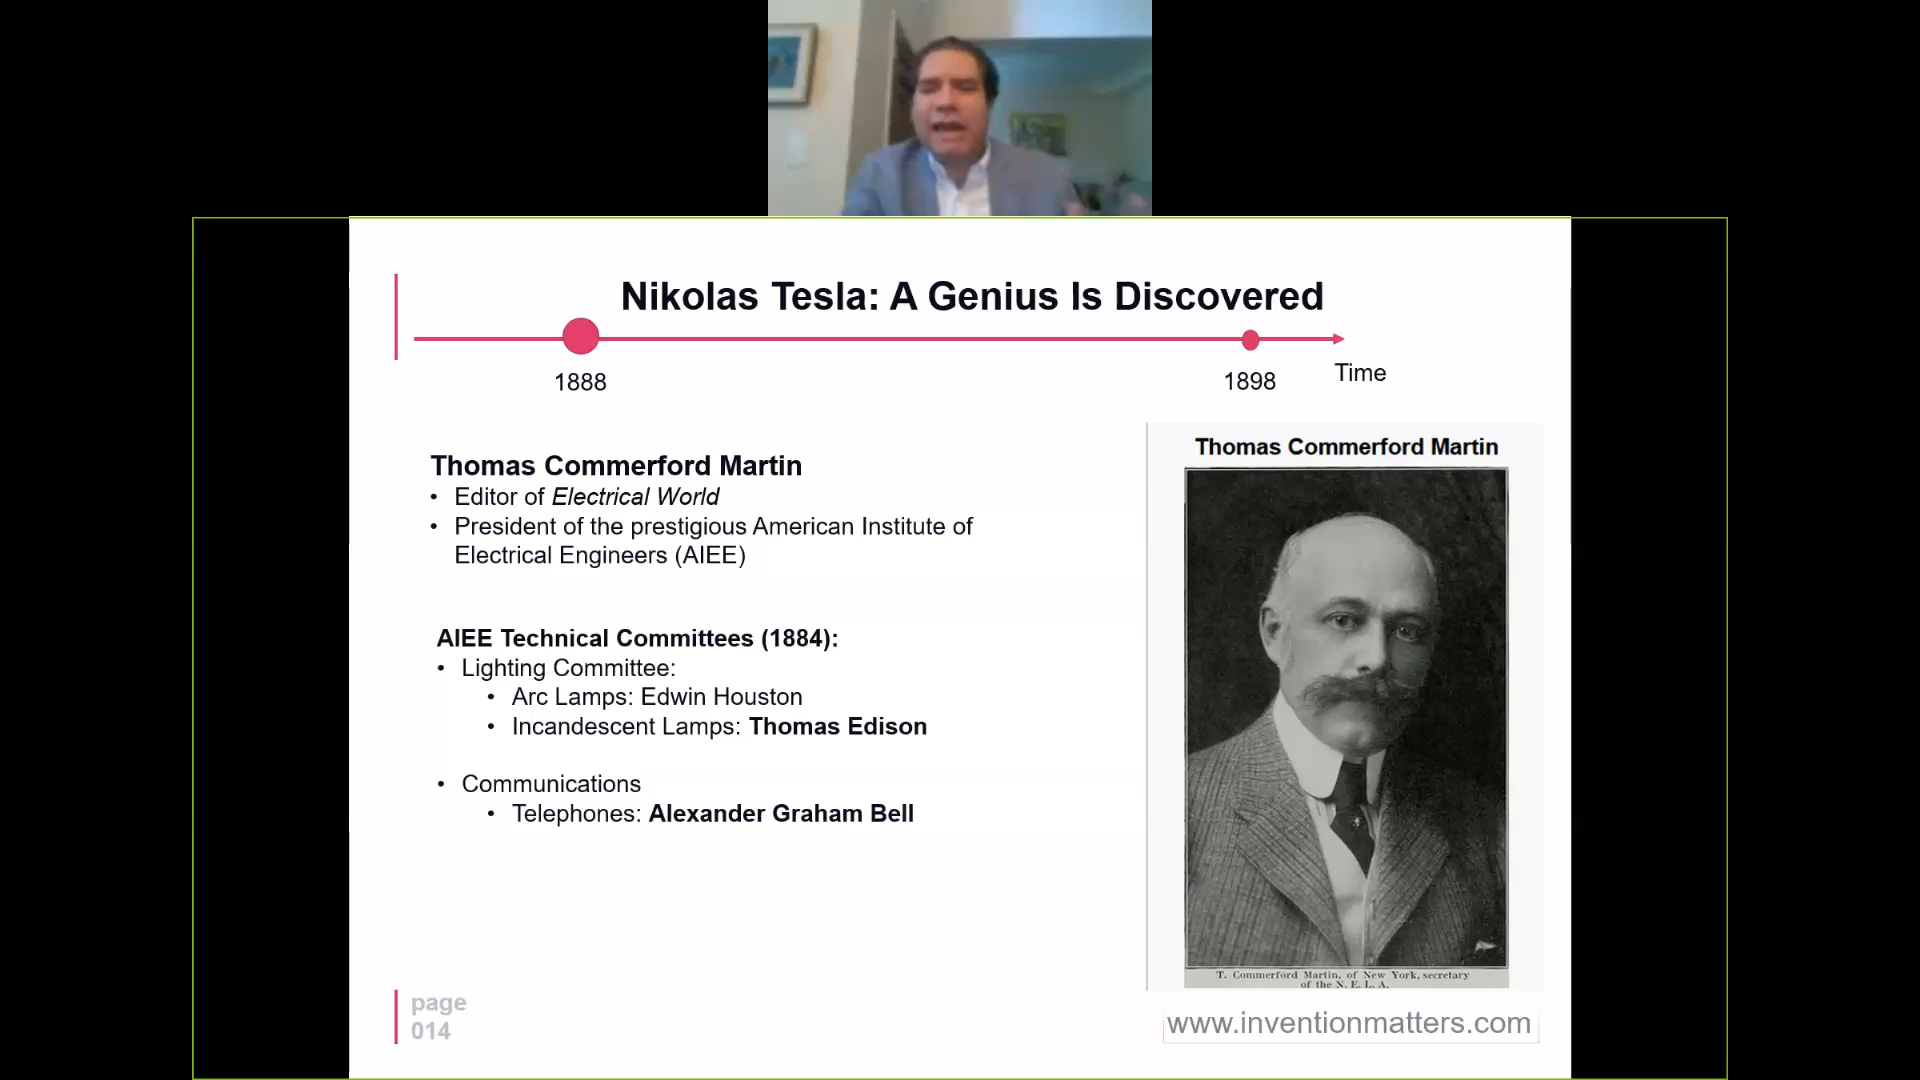 Nikolas Tesla: A Genius Is Discovered
1888
1898
Time
Thomas Commerford Martin
• Editor of Electrical World
• President of the prestigious American Institute of
Electrical Engineers (AIEE)
AIEE Technical Committees (1884):
• Lighting Committee:
• Arc Lamps: Edwin Houston
• Incandescent Lamps: Thomas Edison
• Communications
• Telephones: Alexander Graham Bell
Thomas Commerford Martin
T. Commerford Martin, of New York, secretary
of the N. E. L. A.
page
014
www.inventionmatters.com